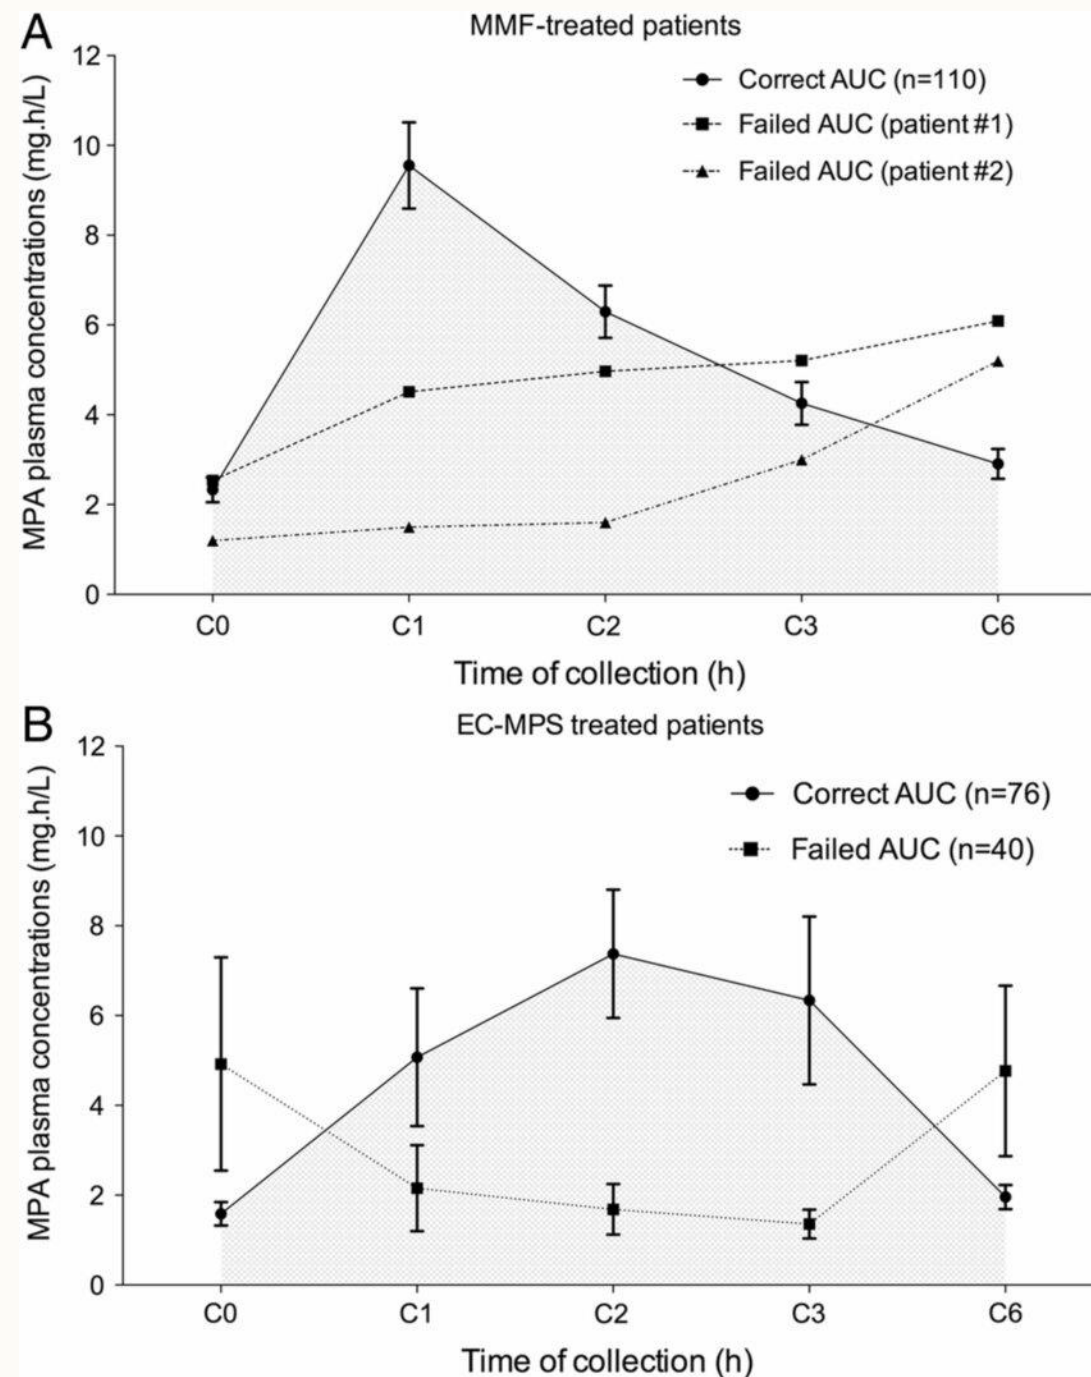 A
MMF-treated patients
Correct AUC (n=110)
Failed AUC (patient #1)
Failed AUC (patient #2)
MPA plasma concentrations (mg.h/L)
12
10
8
6
4
2
0
C0 C1 C2 C3 C6
Time of collection (h)
B
EC-MPS treated patients
Correct AUC (n=76)
Failed AUC (n=40)
MPA plasma concentrations (mg.h/L)
12
10
8
6
4
2
0
C0 C1 C2 C3 C6
Time of collection (h)